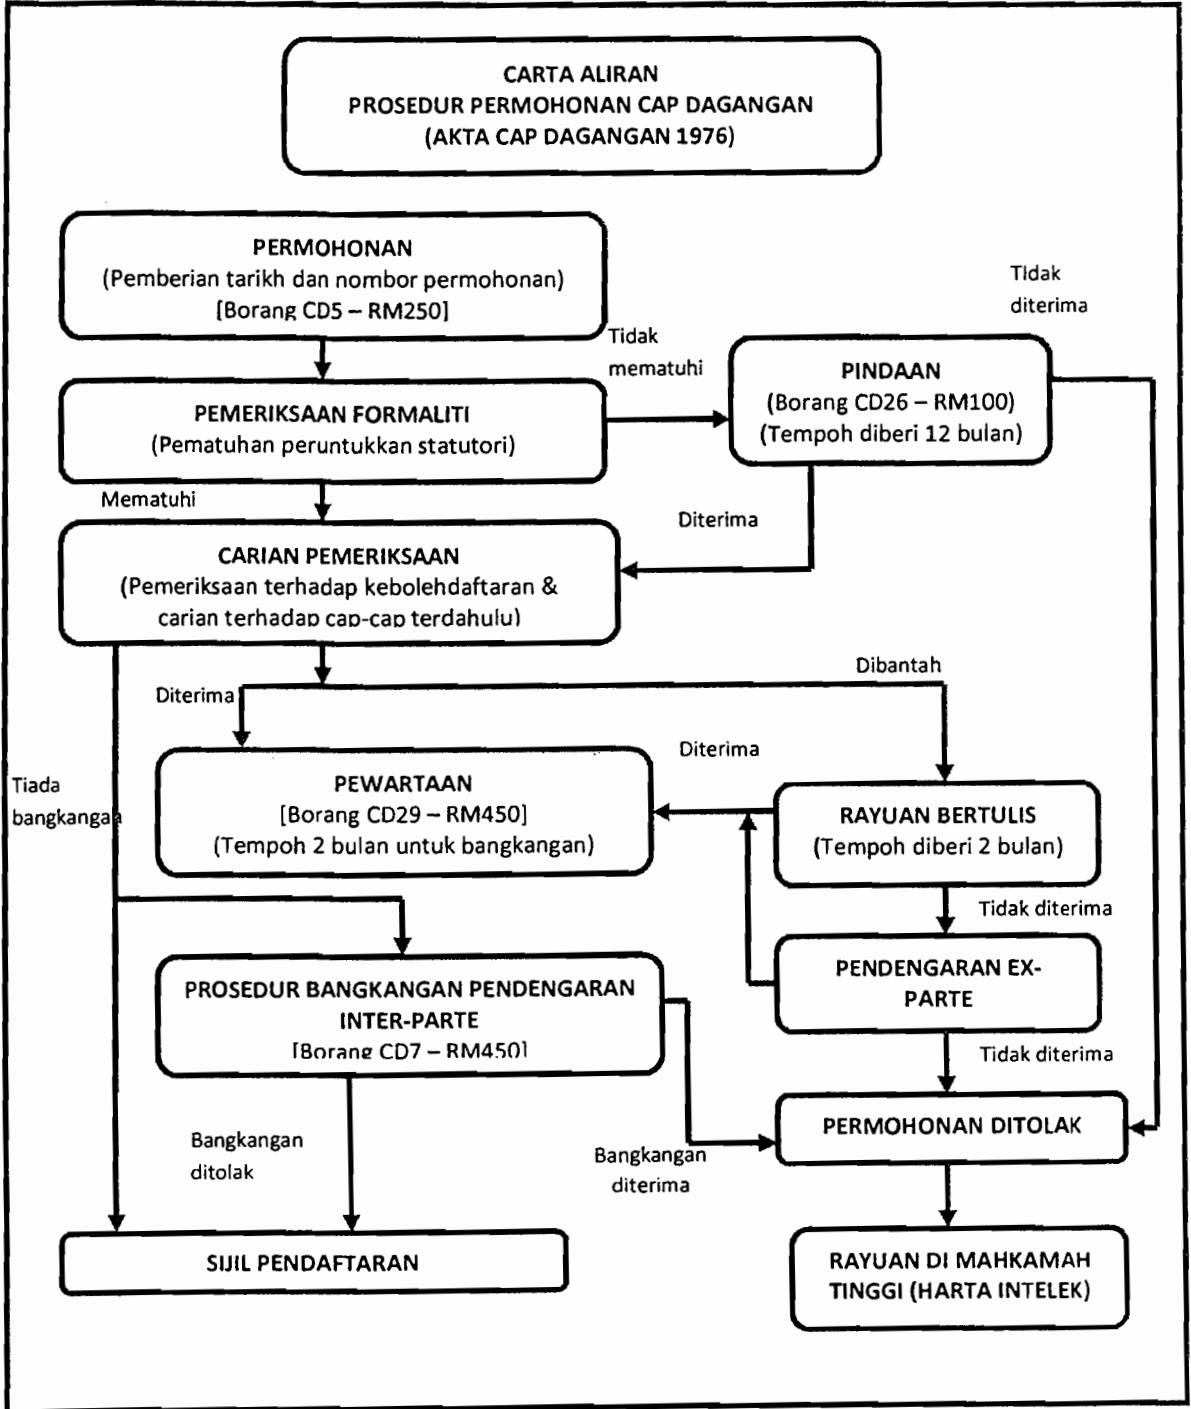 CARTA ALIRAN
PROSEDUR PERMOHONAN CAP DAGANGAN
(AKTA CAP DAGANGAN 1976)
PERMOHONAN
(Pemberian tarikh dan nombor permohonan)
[Borang CD5 – RM250]
Tidak
diterima
Tidak
mematuhi
PINDAAN
(Borang CD26 – RM100)
(Tempoh diberi 12 bulan)
PEMERIKSAAN FORMALITI
(Pematuhan peruntukkan statutori)
Mematuhi
Diterima
CARIAN PEMERIKSAAN
(Pemeriksaan terhadap kebolehdaftaran &
carian terhadap cap-cap terdahulu)
Dibantah
Diterima
Diterima
Tiada
bangkangan
PEWARTAAN
[Borang CD29 – RM450]
(Tempoh 2 bulan untuk bangkangan)
RAYUAN BERTULIS
(Tempoh diberi 2 bulan)
Tidak diterima
PENDENGARAN EX-
PARTE
PROSEDUR BANGKANGAN PENDENGARAN
INTER-PARTE
[Borang CD7 – RM450]
Tidak diterima
PERMOHONAN DITOLAK
Bangkangan
ditolak
Bangkangan
diterima
SIJIL PENDAFTARAN
RAYUAN DI MAHKAMAH
TINGGI (HARTA INTELEK)